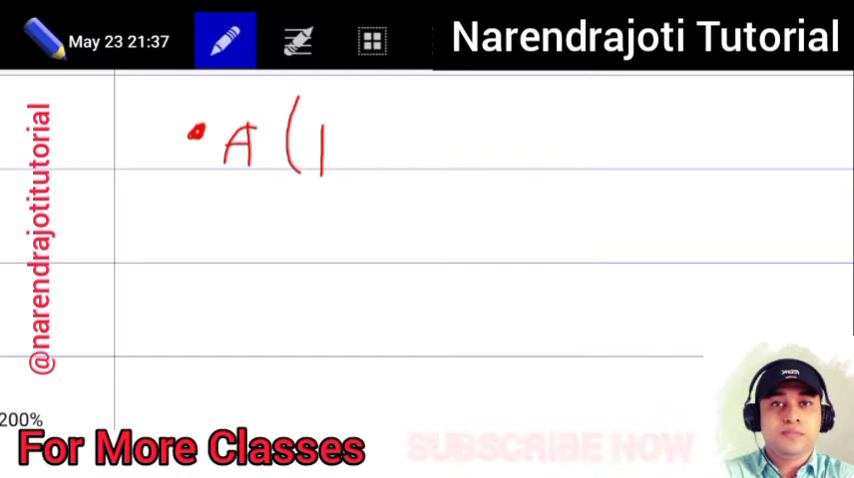 May 23 21:37
Narendrajoti Tutorial
@narendrajotitutorial
• A (1
200%
For More Classes
SUBSCRIBE NOW